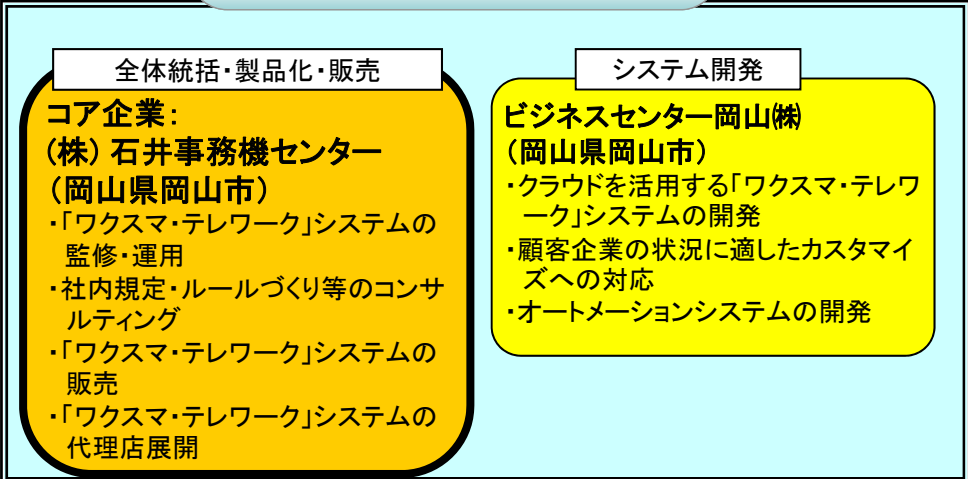 全体統括・製品化・販売
コア企業：
（株）石井事務機センター
（岡山県岡山市）
・「ワクスマ・テレワーク」システムの
監修・運用
・社内規定・ルールづくり等のコンサ
ルティング
・「ワクスマ・テレワーク」システムの
販売
・「ワクスマ・テレワーク」システムの
代理店展開
システム開発
ビジネスセンター岡山㈱
（岡山県岡山市）
・クラウドを活用する「ワクスマ・テレワ
ーク」システムの開発
・顧客企業の状況に適したカスタマイ
ズへの対応
・オートメーションシステムの開発